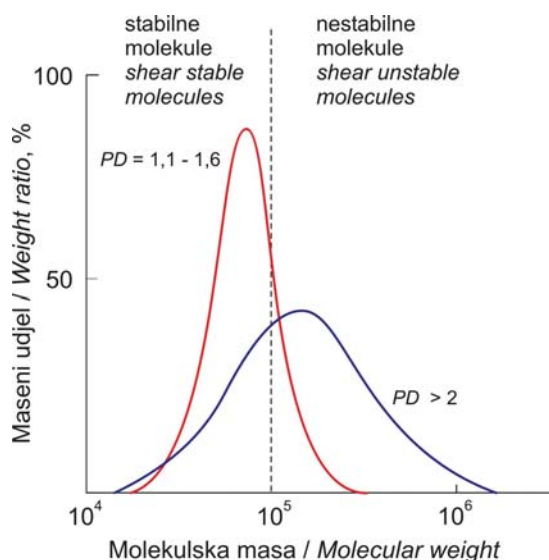 stabilne
molekule
shear stable
molecules
nestabilne
molekule
shear unstable
molecules
100
PD = 1,1 - 1,6
50
PD > 2
Maseni udjel / Weight ratio, %
10⁴
10⁵
10⁶
Molekulska masa / Molecular weight